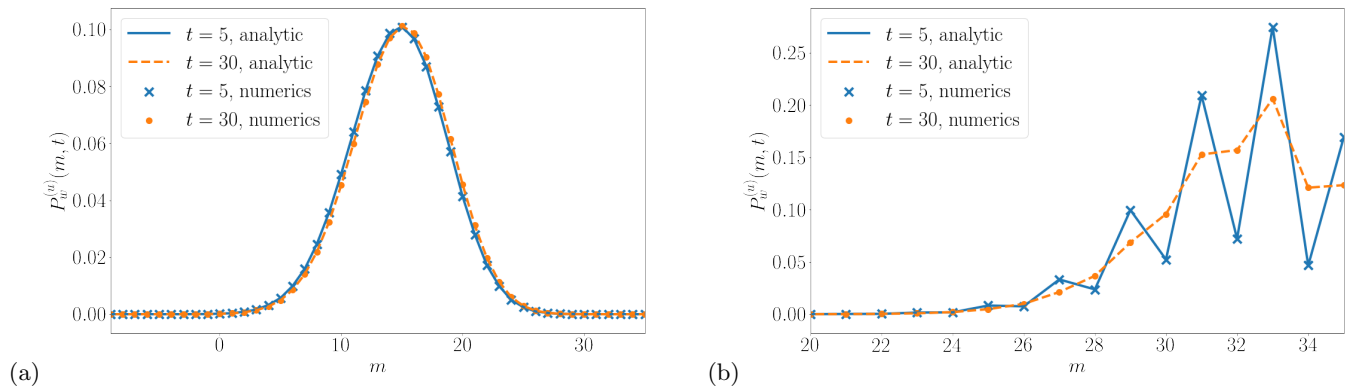 0.10
0.08
0.06
0.04
0.02
0.00
P_w^{(u)}(m, t)
t = 5, analytic
t = 30, analytic
t = 5, numerics
t = 30, numerics
0 10 20 30
m
(a)
0.25
0.20
0.15
0.10
0.05
0.00
P_w^{(u)}(m, t)
t = 5, analytic
t = 30, analytic
t = 5, numerics
t = 30, numerics
20 22 24 26 28 30 32 34
m
(b)